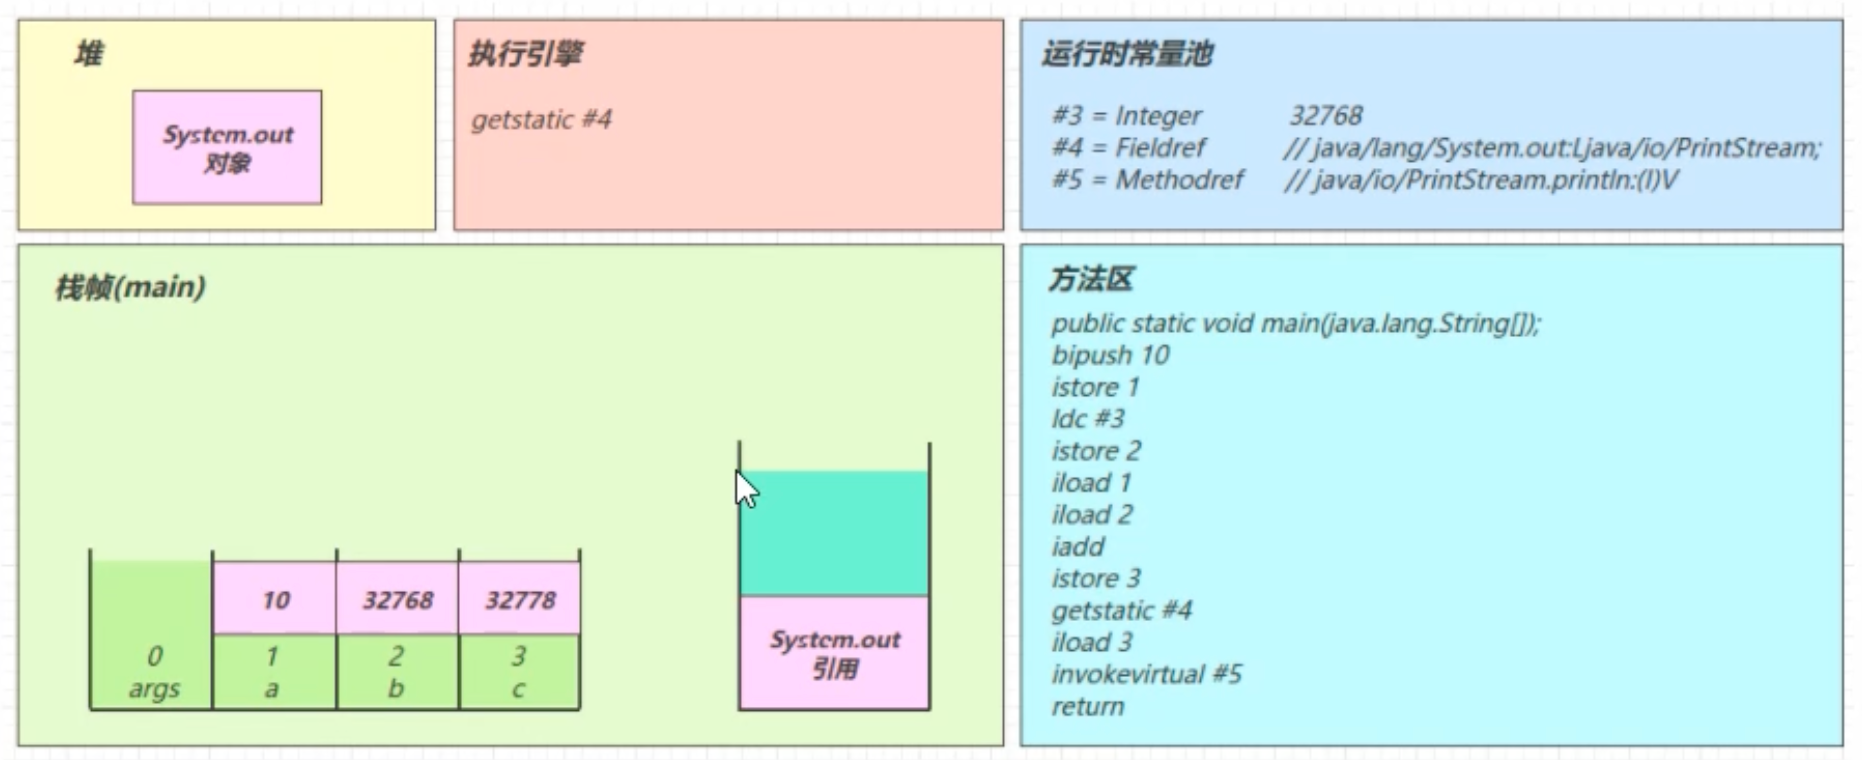 堆
System.out
对象
执行引擎
getstatic #4
运行时常量池
#3 = Integer 32768
#4 = Fieldref // java/lang/System.out:Ljava/io/PrintStream;
#5 = Methodref // java/io/PrintStream.println:(I)V
栈帧(main)
10 32768 32778
0 1 2 3
args a b c
System.out
引用
方法区
public static void main(java.lang.String[]);
bipush 10
istore 1
ldc #3
istore 2
iload 1
iload 2
iadd
istore 3
getstatic #4
iload 3
invokevirtual #5
return